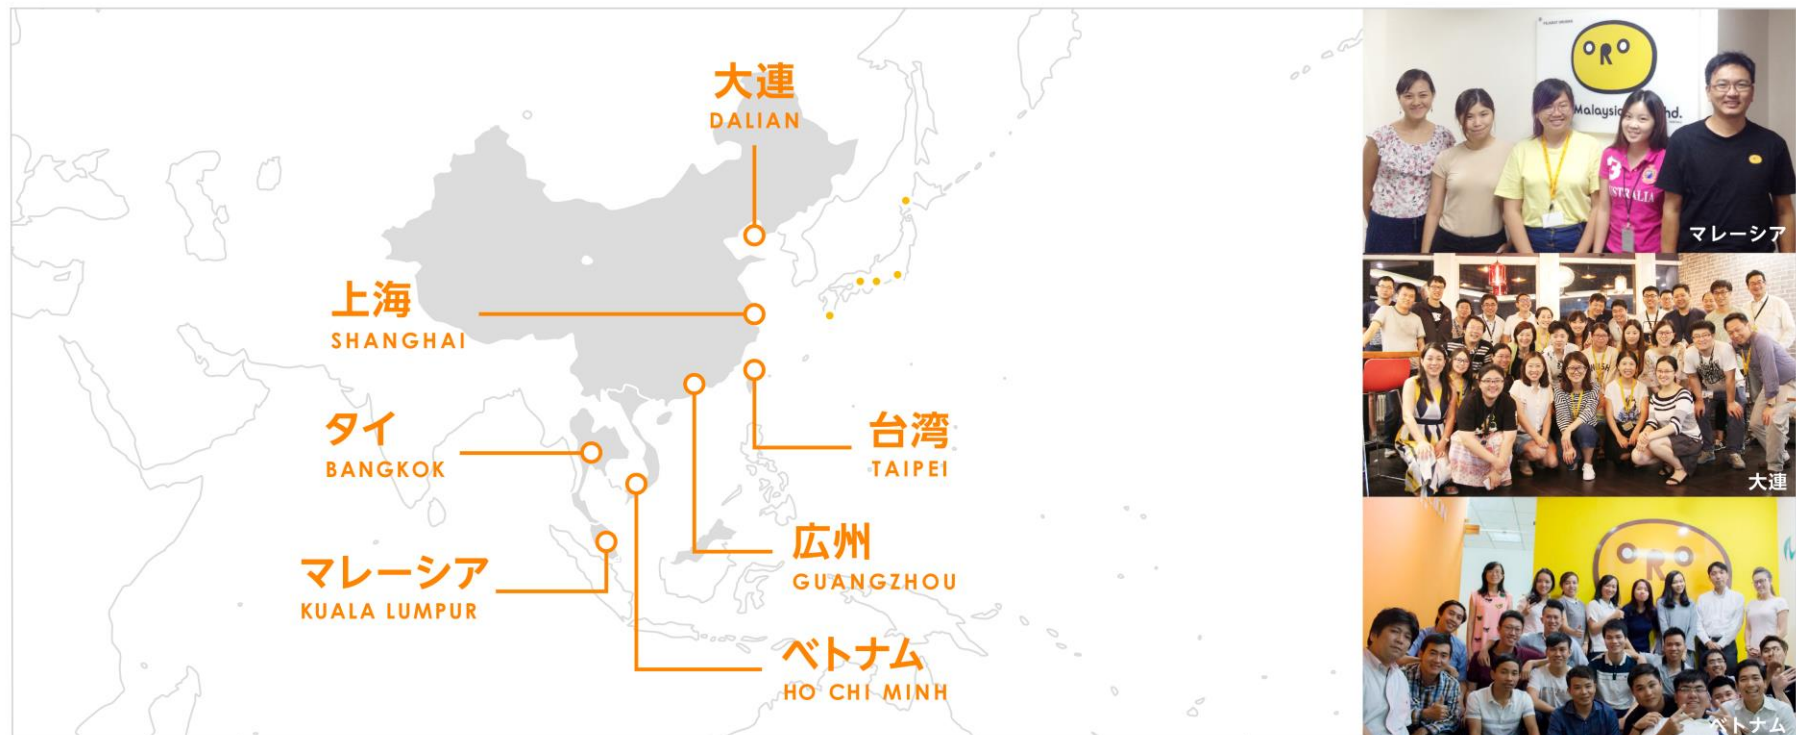 大連
DALIAN
上海
SHANGHAI
タイ
BANGKOK
台湾
TAIPEI
広州
GUANGZHOU
マレーシア
KUALA LUMPUR
ベトナム
HO CHI MINH
ORO
マレーシア
大連
ORO
ベトナム